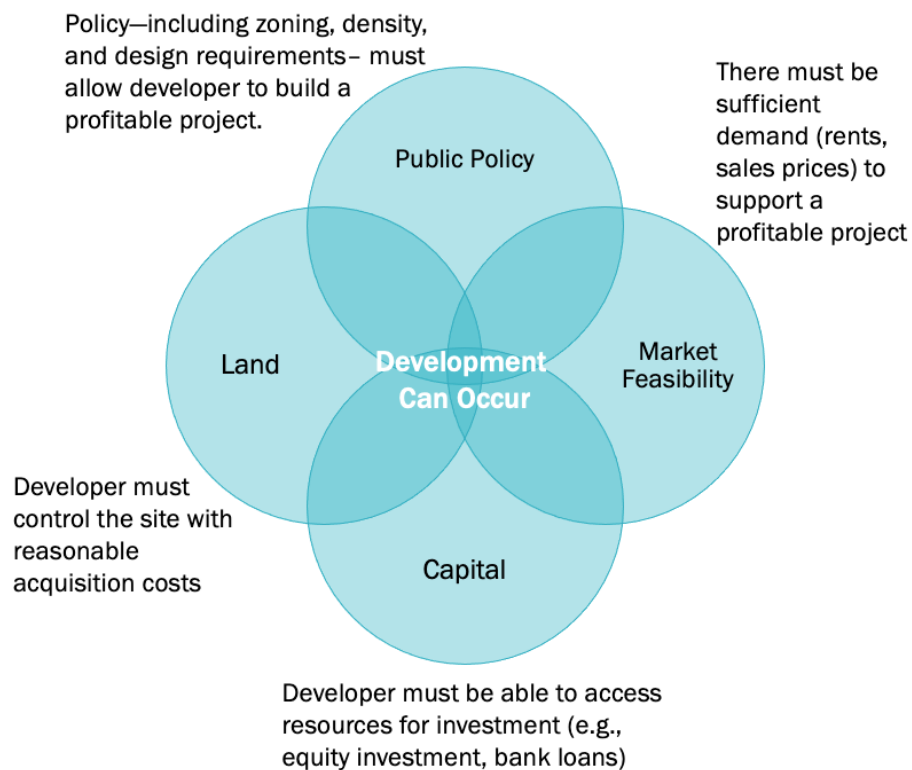 Policy—including zoning, density,
and design requirements– must
allow developer to build a
profitable project.
There must be
sufficient
demand (rents,
sales prices) to
support a
profitable project
Public Policy
Land
Development
Can Occur
Market
Feasibility
Developer must
control the site with
reasonable
acquisition costs
Capital
Developer must be able to access
resources for investment (e.g.,
equity investment, bank loans)